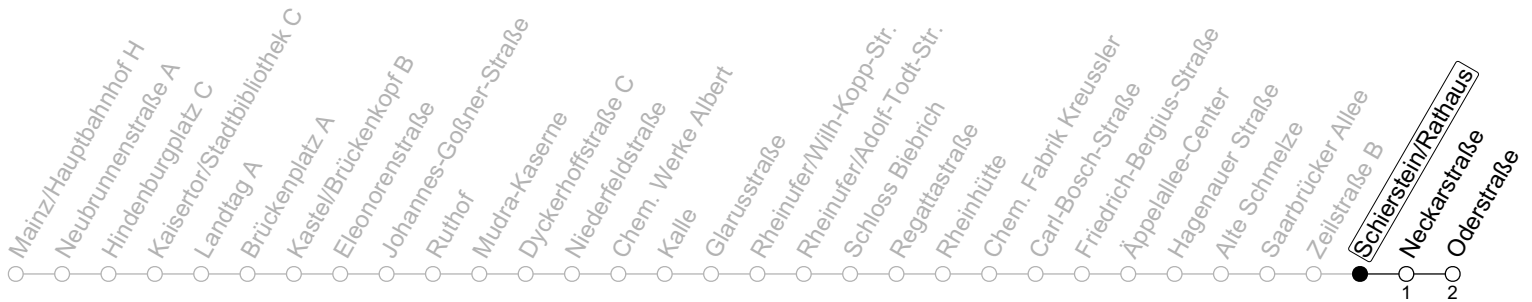 Mainz/Hauptbahnhof H
Neubrunnenstraße A
Hindenburgplatz C
Kaisertor/Stadtbibliothek C
Landtag A
Brückenplatz A
Kastel/Brückenkopf B
Eleonorenstraße
Johannes-Goßner-Straße
Ruthof
Mudra-Kaserne
Dyckerhoffstraße C
Niederfeldstraße
Chem. Werke Albert
Kalle
Glarusstraße
Rheinufer/Wilh-Kopp-Str.
Rheinufer/Adolf-Todt-Str.
Schloss Biebrich
Regattastraße
Rheinhütte
Chem. Fabrik Kreussler
Carl-Bosch-Straße
Friedrich-Bergius-Straße
Äppelallee-Center
Hagenauer Straße
Alte Schmelze
Saarbrücker Allee
Zeilstraße B
Schierstein/Rathaus
Neckarstraße
Oderstraße
1
2